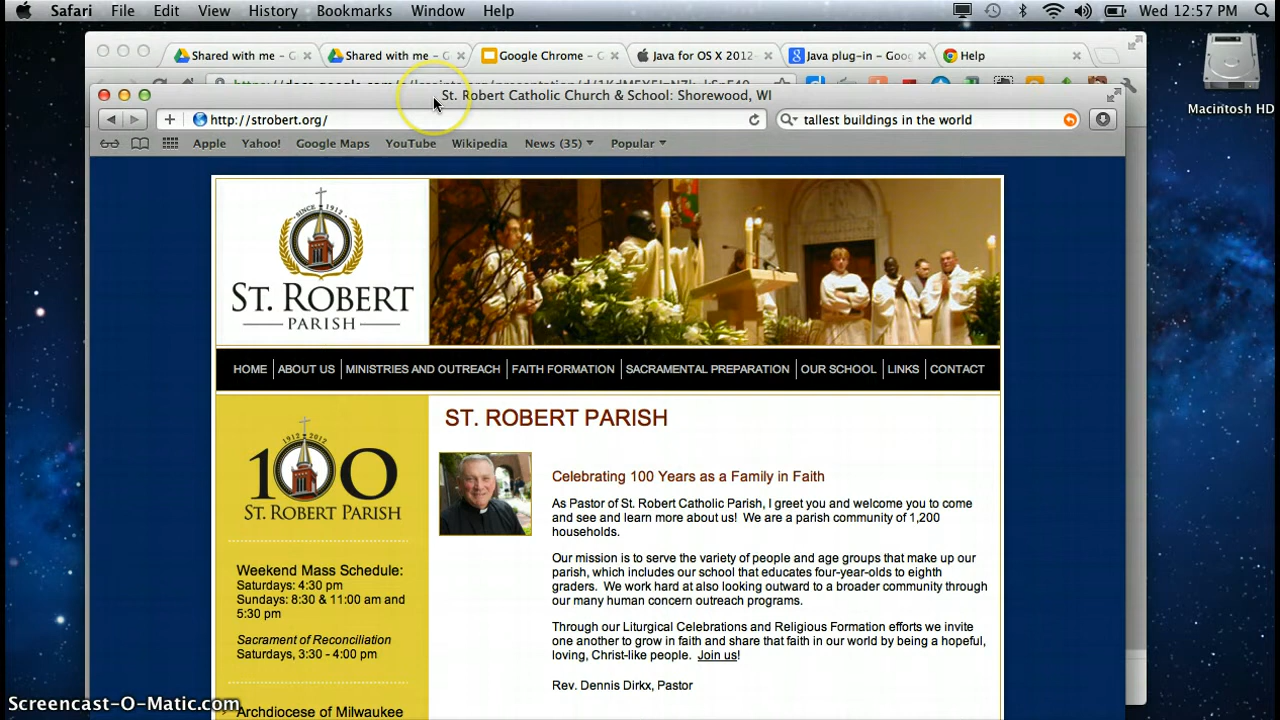 Safari File Edit View History Bookmarks Window Help Wed 12:57 PM
Shared with me - G Shared with me - G Google Chrome - Java for OS X 2012- Java plug-in - Goog Help
Macintosh HD
St. Robert Catholic Church & School: Shorewood, WI
http://strobert.org/ tallest buildings in the world
Apple Yahoo! Google Maps YouTube Wikipedia News (35) Popular
SINCE 1912
ST. ROBERT
PARISH
HOME ABOUT US MINISTRIES AND OUTREACH FAITH FORMATION SACRAMENTAL PREPARATION OUR SCHOOL LINKS CONTACT
1912 2012
100
ST. ROBERT PARISH
Weekend Mass Schedule:
Saturdays: 4:30 pm
Sundays: 8:30 & 11:00 am and
5:30 pm
Sacrament of Reconciliation
Saturdays, 3:30 - 4:00 pm
Archdiocese of Milwaukee
ST. ROBERT PARISH
Celebrating 100 Years as a Family in Faith
As Pastor of St. Robert Catholic Parish, I greet you and welcome you to come
and see and learn more about us! We are a parish community of 1,200
households.
Our mission is to serve the variety of people and age groups that make up our
parish, which includes our school that educates four-year-olds to eighth
graders. We work hard at also looking outward to a broader community through
our many human concern outreach programs.
Through our Liturgical Celebrations and Religious Formation efforts we invite
one another to grow in faith and share that faith in our world by being a hopeful,
loving, Christ-like people. Join us!
Rev. Dennis Dirkx, Pastor
Screencast-O-Matic.com